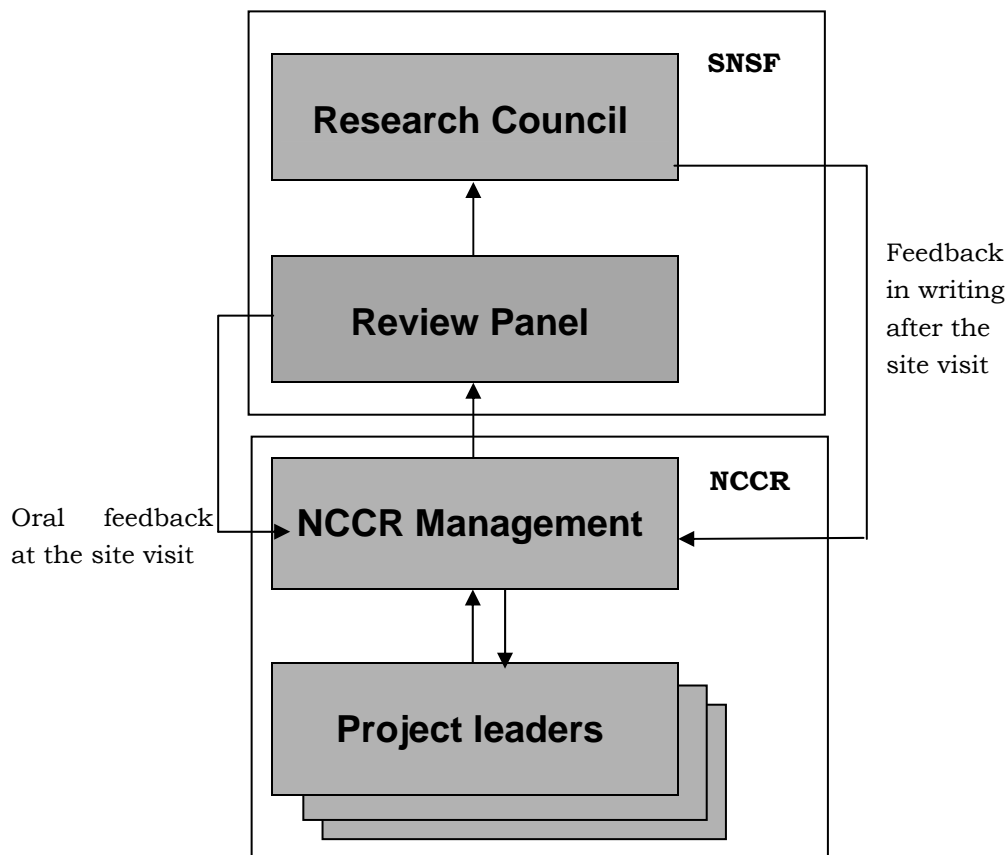 SNSF
Research Council
Review Panel
Feedback
in writing
after the
site visit
NCCR
NCCR Management
Oral feedback
at the site visit
Project leaders